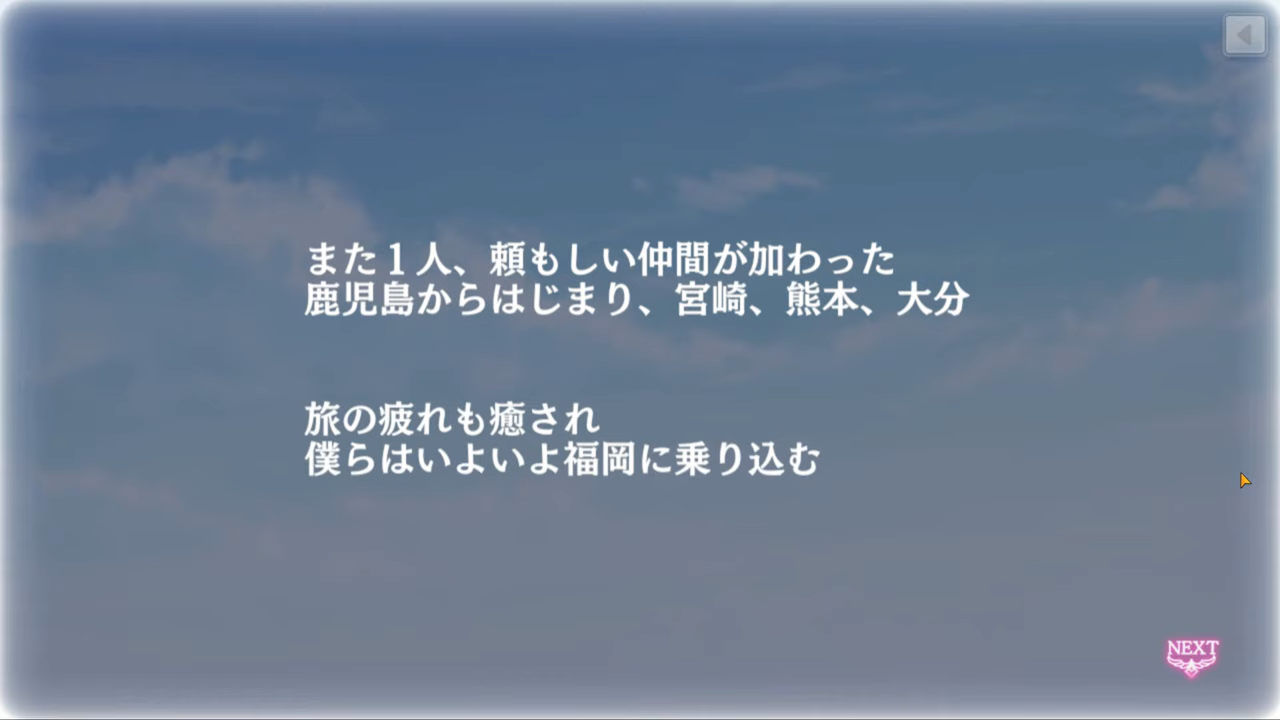 また１人、頼もしい仲間が加わった
鹿児島からはじまり、宮崎、熊本、大分
旅の疲れも癒され
僕らはいよいよ福岡に乗り込む
NEXT